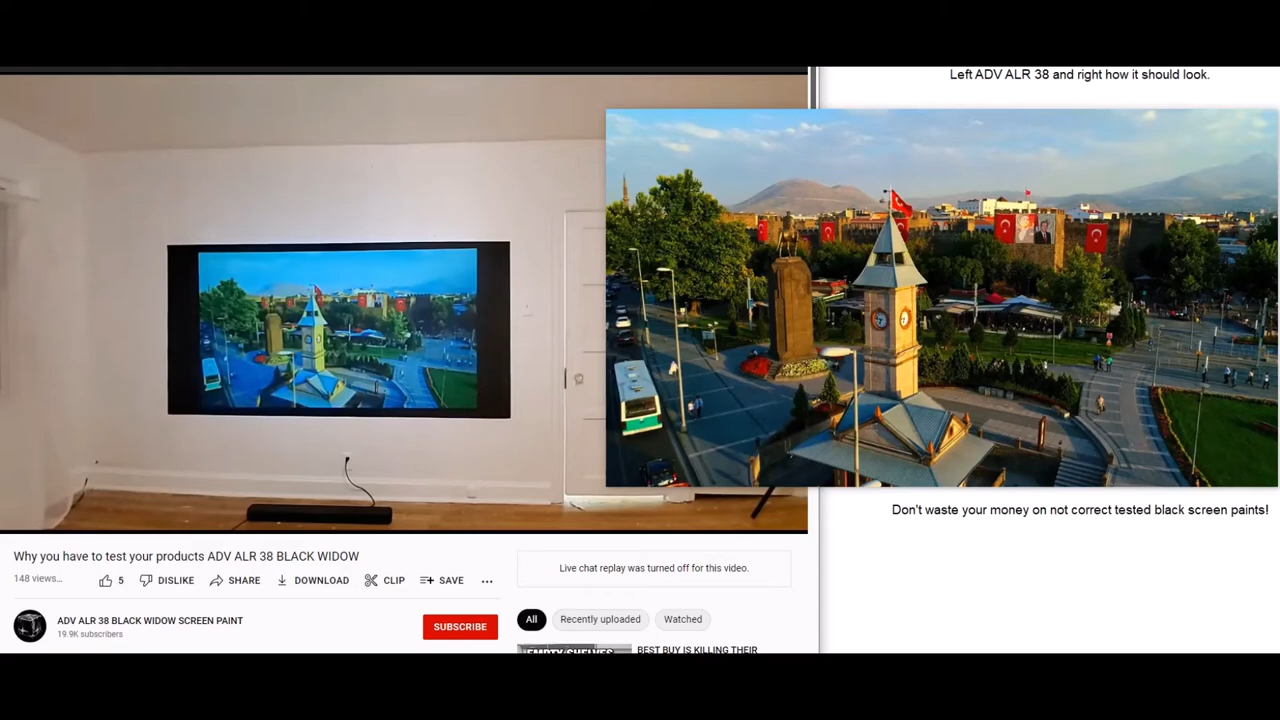 Left ADV ALR 38 and right how it should look.
Don't waste your money on not correct tested black screen paints!
Why you have to test your products ADV ALR 38 BLACK WIDOW
148 views...
5
DISLIKE
SHARE
DOWNLOAD
CLIP
SAVE
...
Live chat replay was turned off for this video.
ADV ALR 38 BLACK WIDOW SCREEN PAINT
19.9K subscribers
SUBSCRIBE
All
Recently uploaded
Watched
EMPTY SHELVES
BEST BUY IS KILLING THEIR